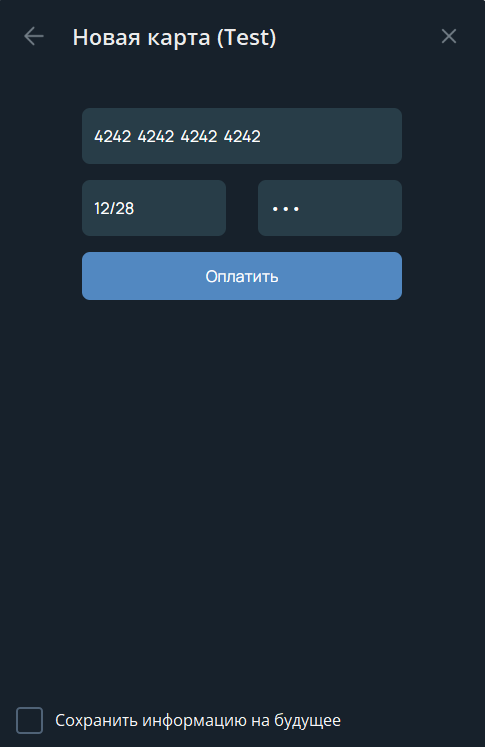 Новая карта (Test)
4242 4242 4242 4242
12/28
•••
Оплатить
Сохранить информацию на будущее